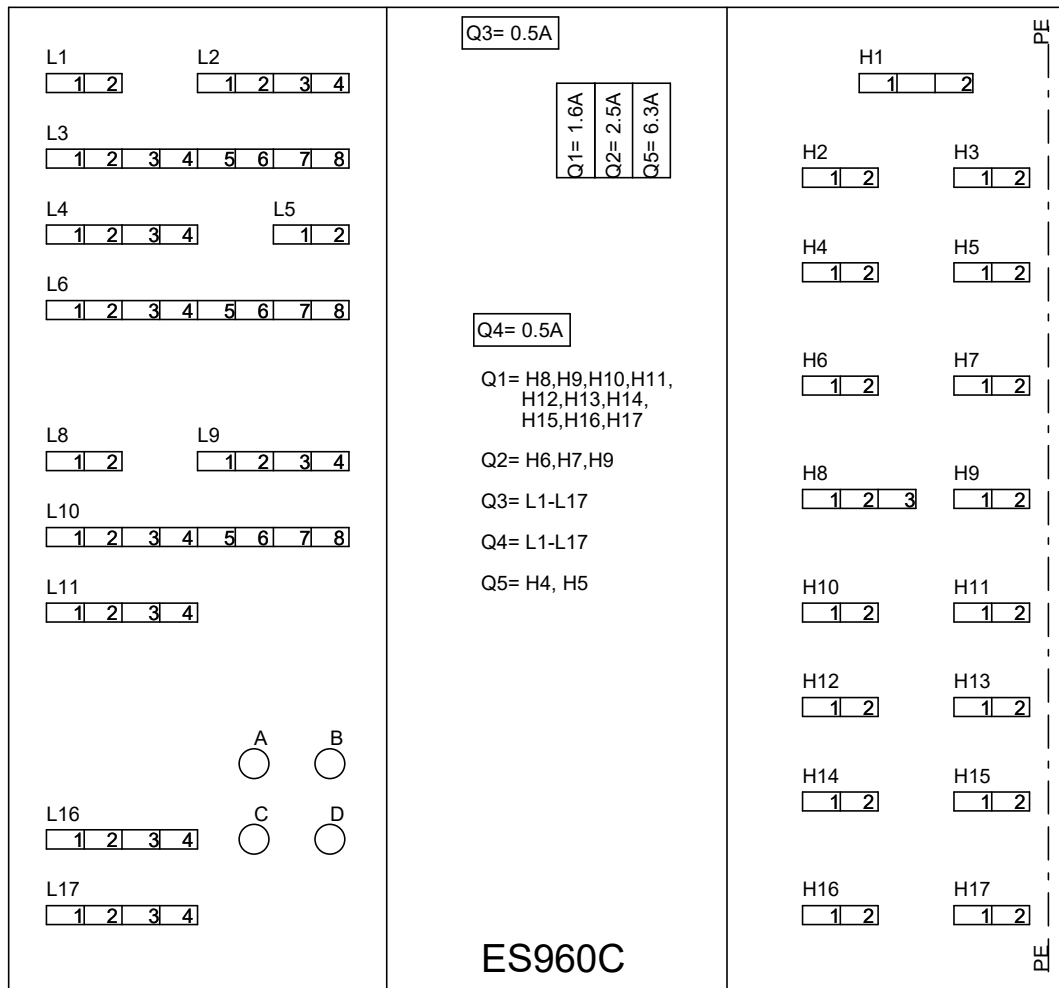 L1
1 2
L2
1 2 3 4
L3
1 2 3 4 5 6 7 8
L4
1 2 3 4
L5
1 2
L6
1 2 3 4 5 6 7 8
L8
1 2
L9
1 2 3 4
L10
1 2 3 4 5 6 7 8
L11
1 2 3 4
A B
C D
L16
1 2 3 4
L17
1 2 3 4
Q3= 0.5A
Q1= 1.6A
Q2= 2.5A
Q5= 6.3A
Q4= 0.5A
Q1= H8,H9,H10,H11,
H12,H13,H14,
H15,H16,H17
Q2= H6,H7,H9
Q3= L1-L17
Q4= L1-L17
Q5= H4, H5
ES960C
PE
H1
1 2
H2
1 2
H3
1 2
H4
1 2
H5
1 2
H6
1 2
H7
1 2
H8
1 2 3
H9
1 2
H10
1 2
H11
1 2
H12
1 2
H13
1 2
H14
1 2
H15
1 2
H16
1 2
H17
1 2
PE